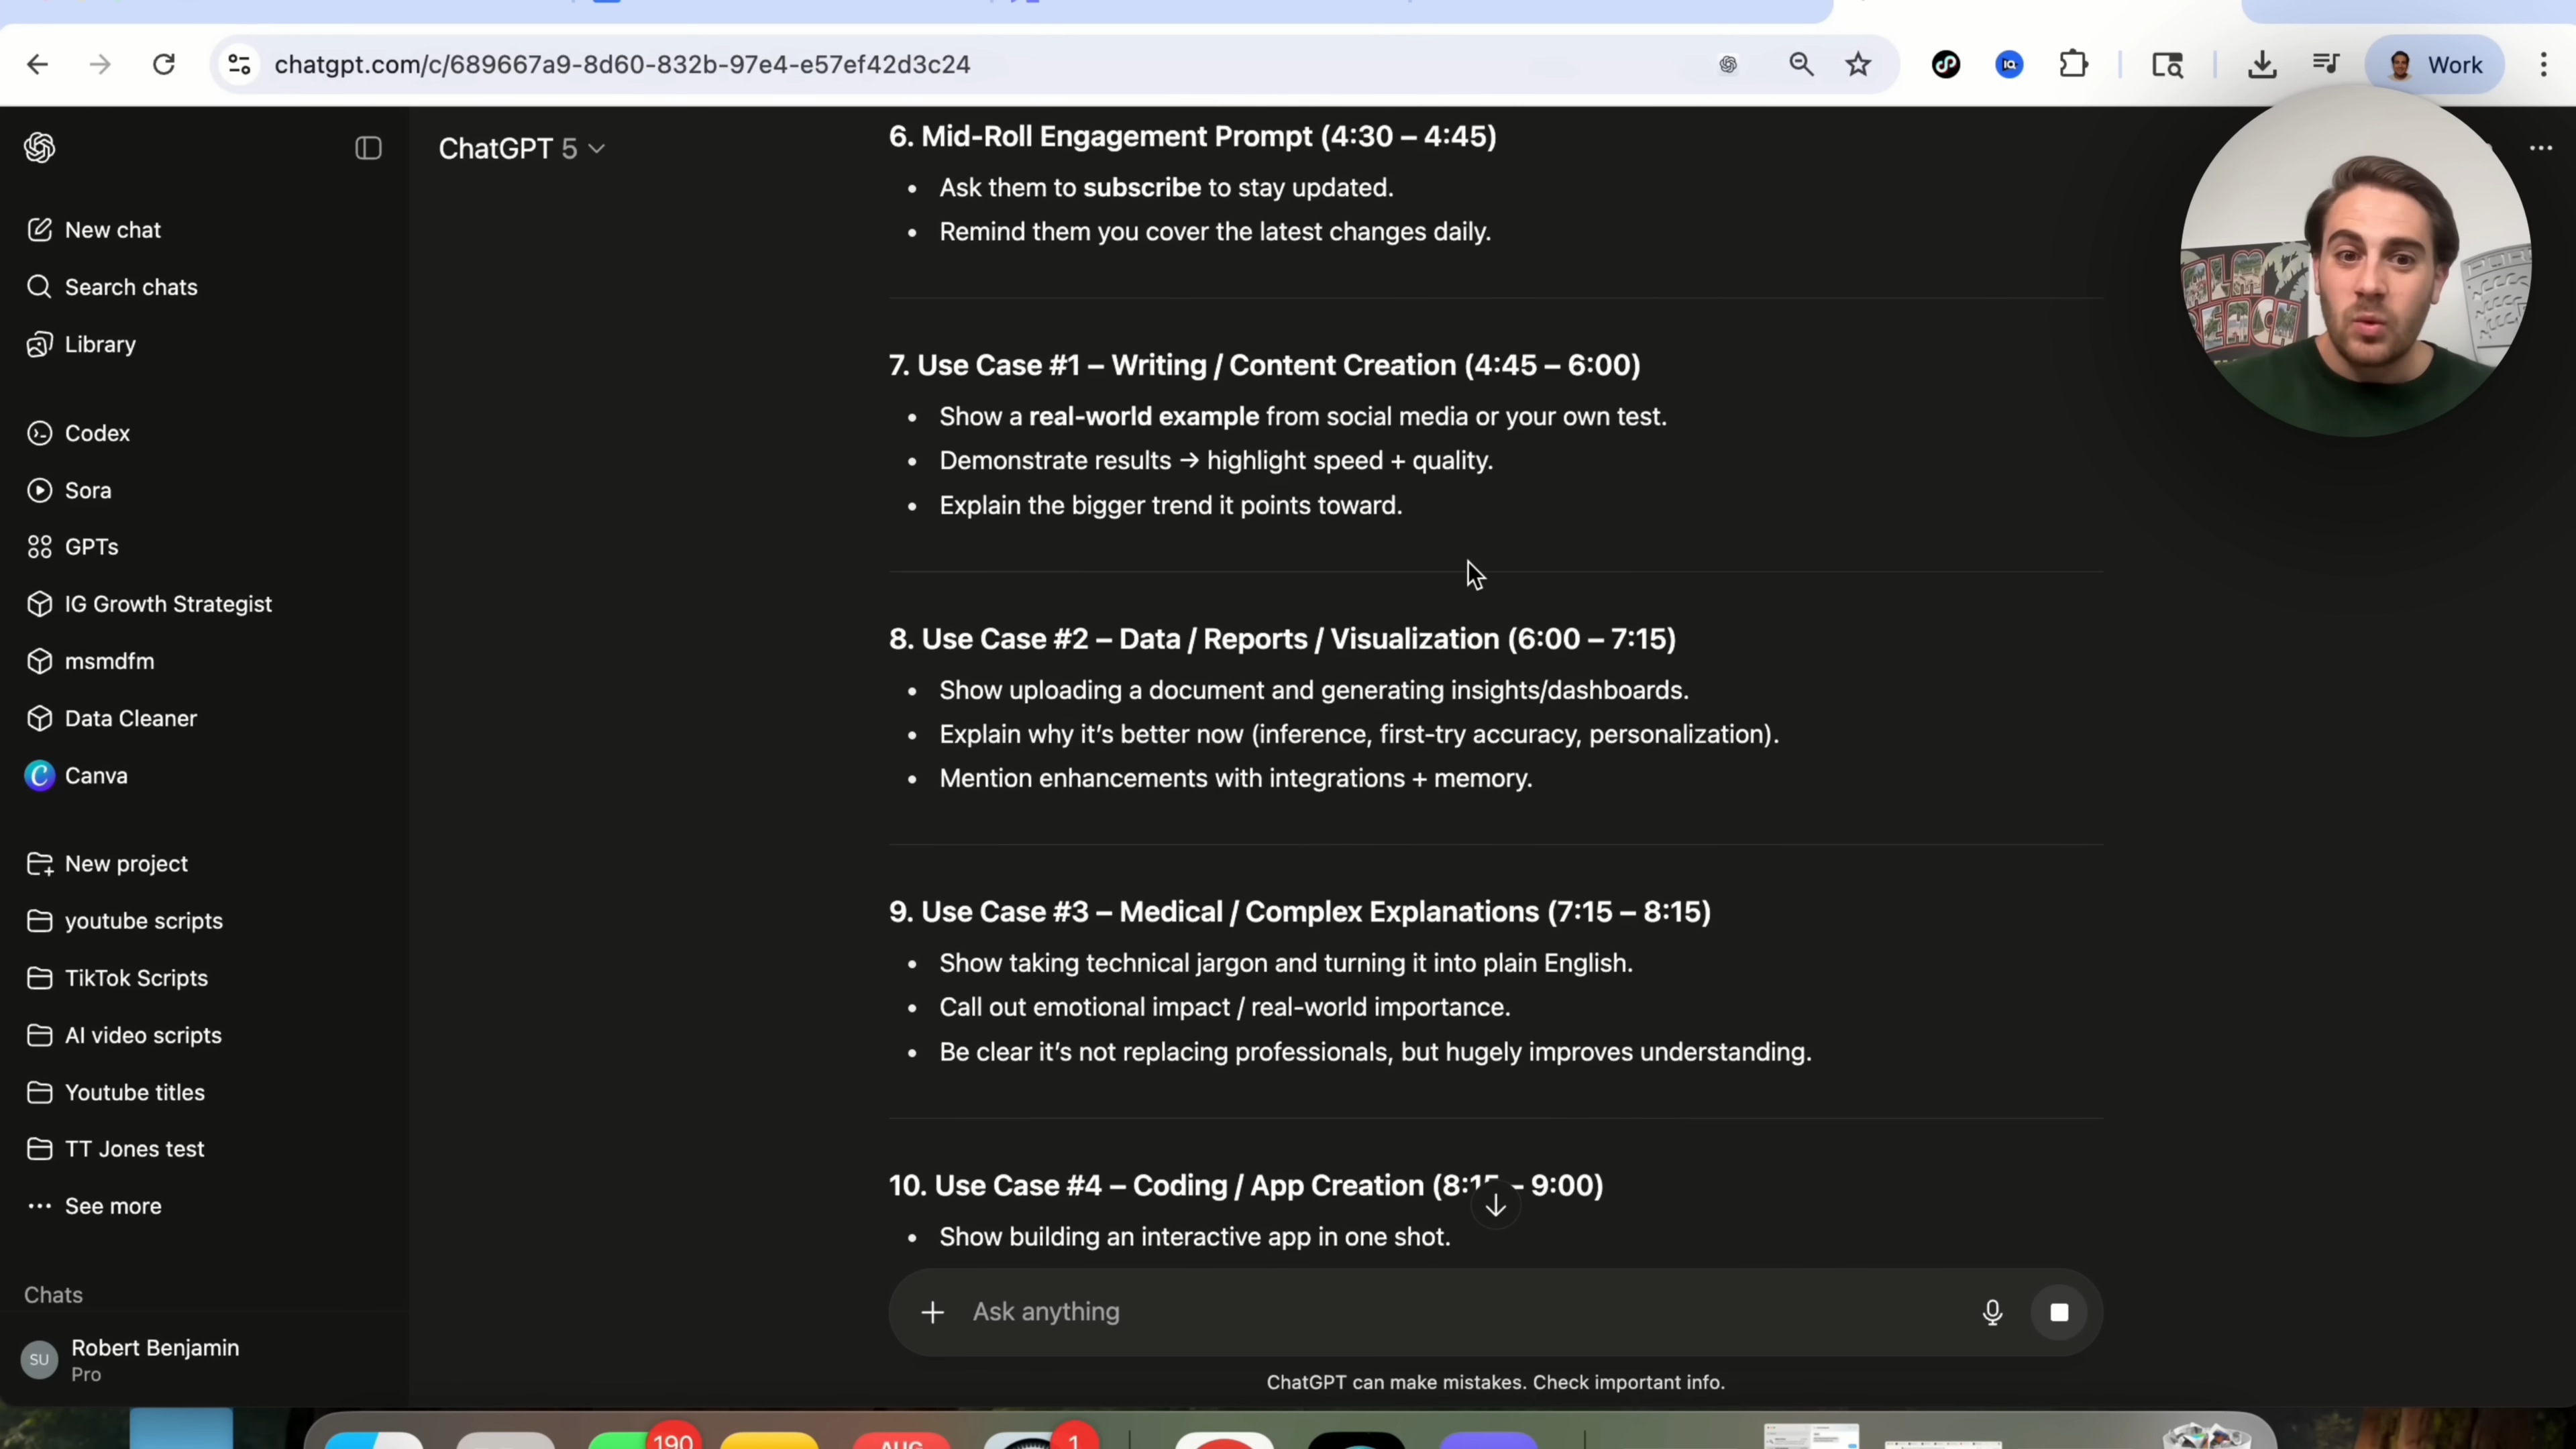 chatgpt.com/c/689667a9-8d60-832b-97e4-e57ef42d3c24
IQ
Work
ChatGPT 5
New chat
Search chats
Library
Codex
Sora
GPTs
IG Growth Strategist
msmdfm
Data Cleaner
C
Canva
New project
youtube scripts
TikTok Scripts
AI video scripts
Youtube titles
TT Jones test
See more
Chats
SU
Robert Benjamin
Pro
6. Mid-Roll Engagement Prompt (4:30 – 4:45)
• Ask them to subscribe to stay updated.
• Remind them you cover the latest changes daily.
7. Use Case #1 – Writing / Content Creation (4:45 – 6:00)
• Show a real-world example from social media or your own test.
• Demonstrate results → highlight speed + quality.
• Explain the bigger trend it points toward.
8. Use Case #2 – Data / Reports / Visualization (6:00 – 7:15)
• Show uploading a document and generating insights/dashboards.
• Explain why it’s better now (inference, first-try accuracy, personalization).
• Mention enhancements with integrations + memory.
9. Use Case #3 – Medical / Complex Explanations (7:15 – 8:15)
• Show taking technical jargon and turning it into plain English.
• Call out emotional impact / real-world importance.
• Be clear it’s not replacing professionals, but hugely improves understanding.
10. Use Case #4 – Coding / App Creation (8:15 – 9:00)
• Show building an interactive app in one shot.
Ask anything
ChatGPT can make mistakes. Check important info.
190
AUG
1